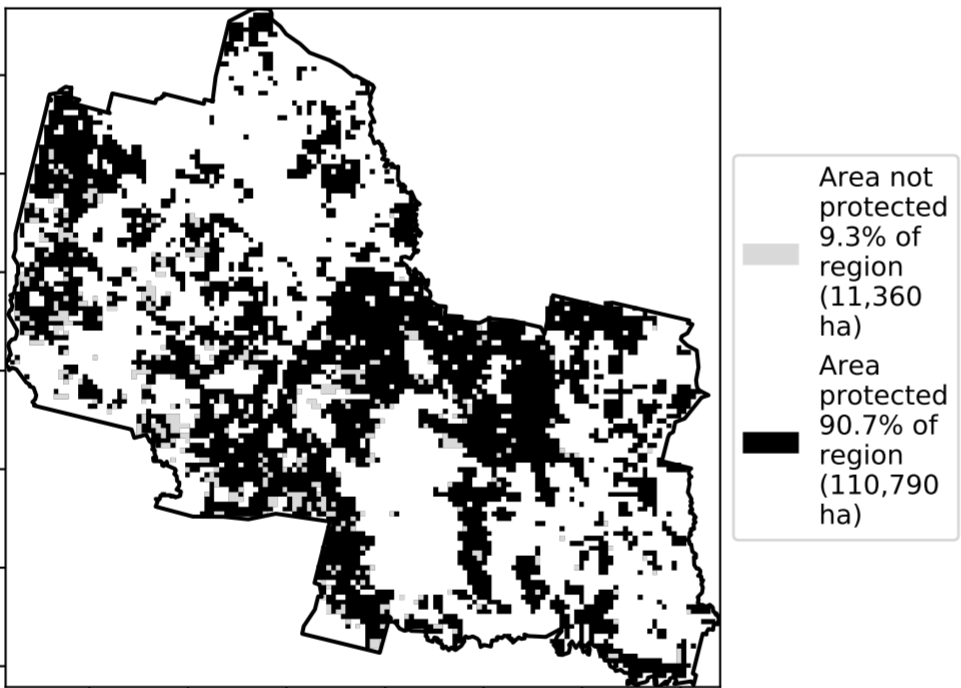 Area not
protected
9.3% of
region
(11,360
ha)
Area
protected
90.7% of
region
(110,790
ha)